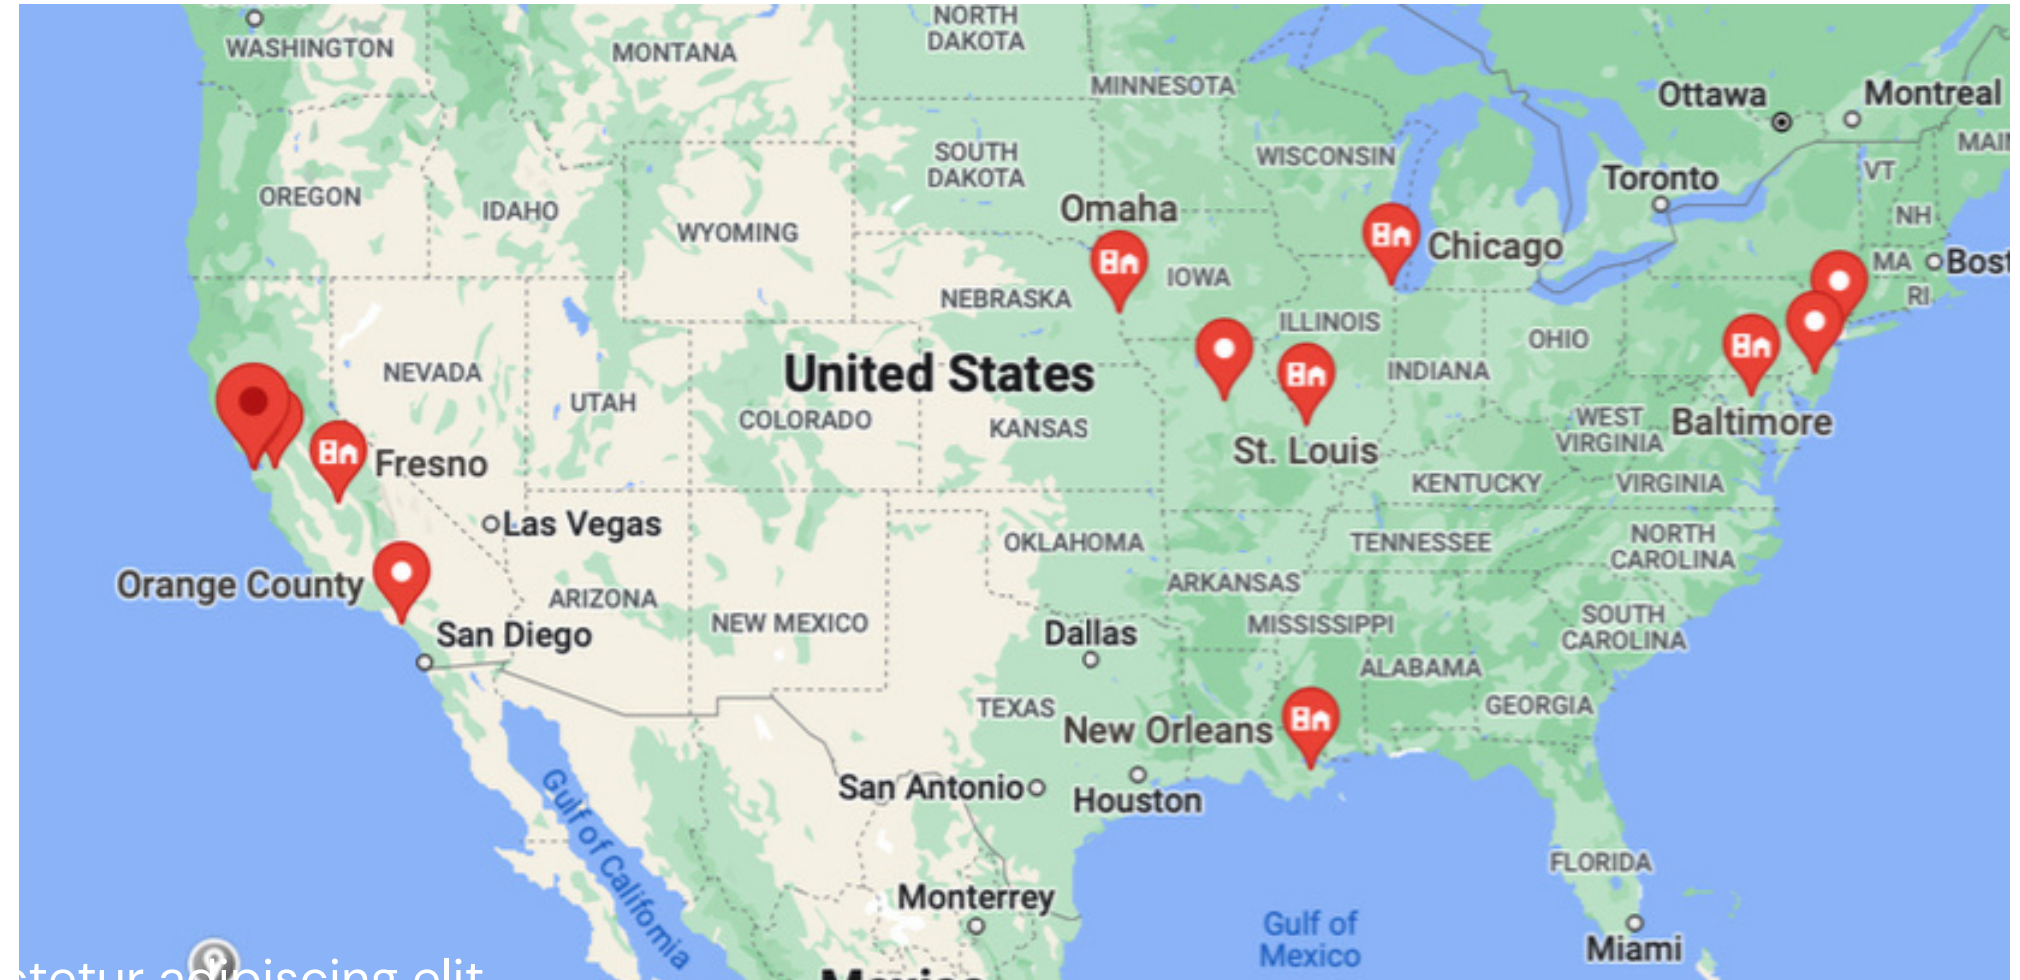 WASHINGTON
MONTANA
NORTH
DAKOTA
MINNESOTA
Ottawa
Montreal
SOUTH
DAKOTA
WISCONSIN
VT
OREGON
IDAHO
Omaha
Toronto
NH
WYOMING
Chicago
MA
IOWA
NEBRASKA
RI
ILLINOIS
OHIO
NEVADA
United States
INDIANA
UTAH
COLORADO
KANSAS
WEST
VIRGINIA
Baltimore
Fresno
St. Louis
KENTUCKY
VIRGINIA
Las Vegas
OKLAHOMA
TENNESSEE
NORTH
CAROLINA
Orange County
ARIZONA
ARKANSAS
NEW MEXICO
San Diego
Dallas
MISSISSIPPI
SOUTH
CAROLINA
ALABAMA
TEXAS
New Orleans
GEORGIA
San Antonio
Houston
Gulf of California
FLORIDA
Monterrey
Gulf of
Mexico
Miami
adipiscing elit
Mexico